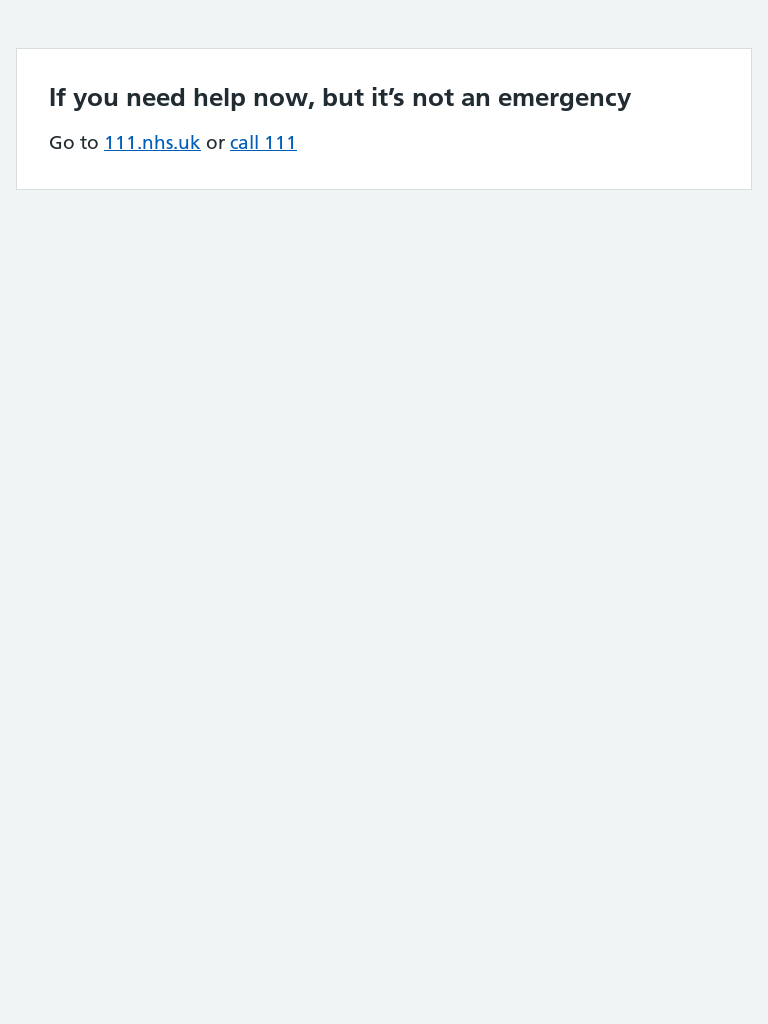 If you need help now, but it’s not an emergency
Go to 111.nhs.uk or call 111